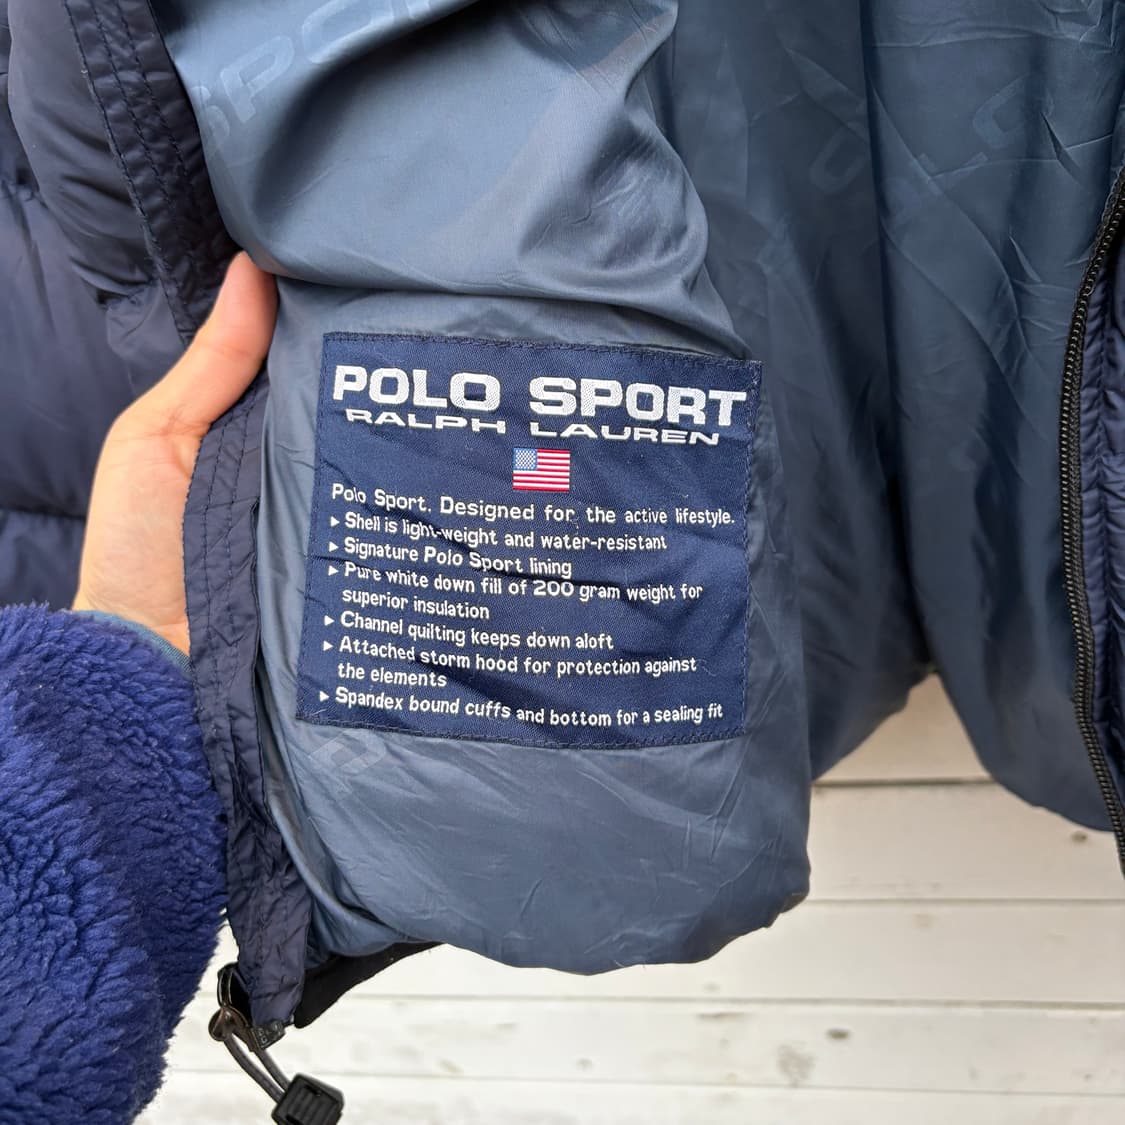 POLO SPORT
RALPH LAUREN
Polo Sport. Designed for the active lifestyle.
▸ Shell is light-weight and water-resistant
▸ Signature Polo Sport lining
▸ Pure white down fill of 200 gram weight for
superior insulation
▸ Channel quilting keeps down aloft
▸ Attached storm hood for protection against
the elements
▸ Spandex bound cuffs and bottom for a sealing fit